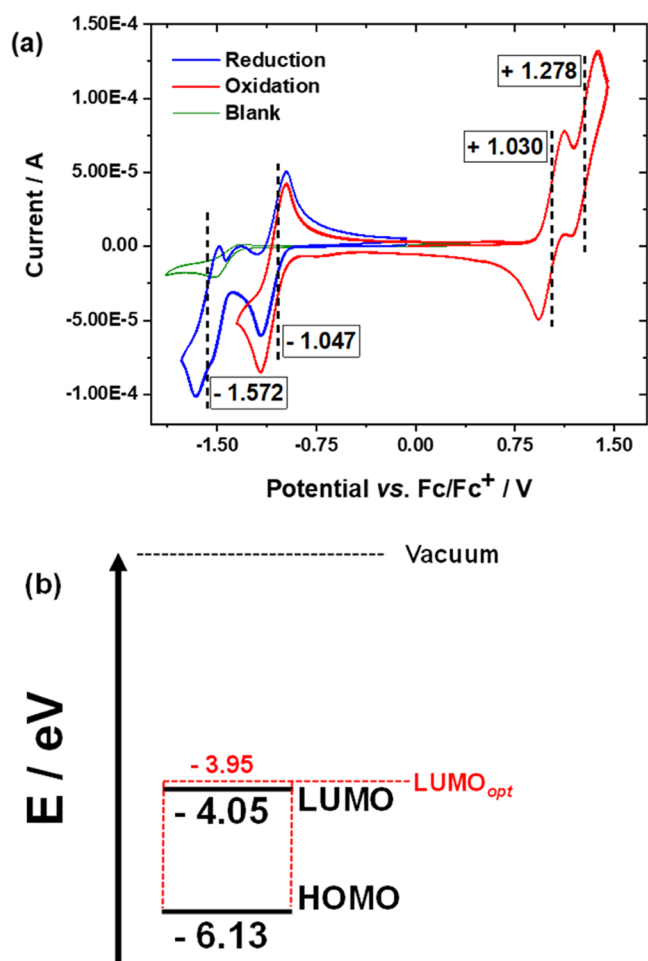 (a)
1.50E-4
1.00E-4
5.00E-5
0.00
-5.00E-5
-1.00E-4
Current / A
Reduction
Oxidation
Blank
+ 1.278
+ 1.030
- 1.047
- 1.572
-1.50 -0.75 0.00 0.75 1.50
Potential vs. Fc/Fc+ / V
(b)
Vacuum
E / eV
- 3.95
LUMOopt
LUMO
- 4.05
HOMO
- 6.13